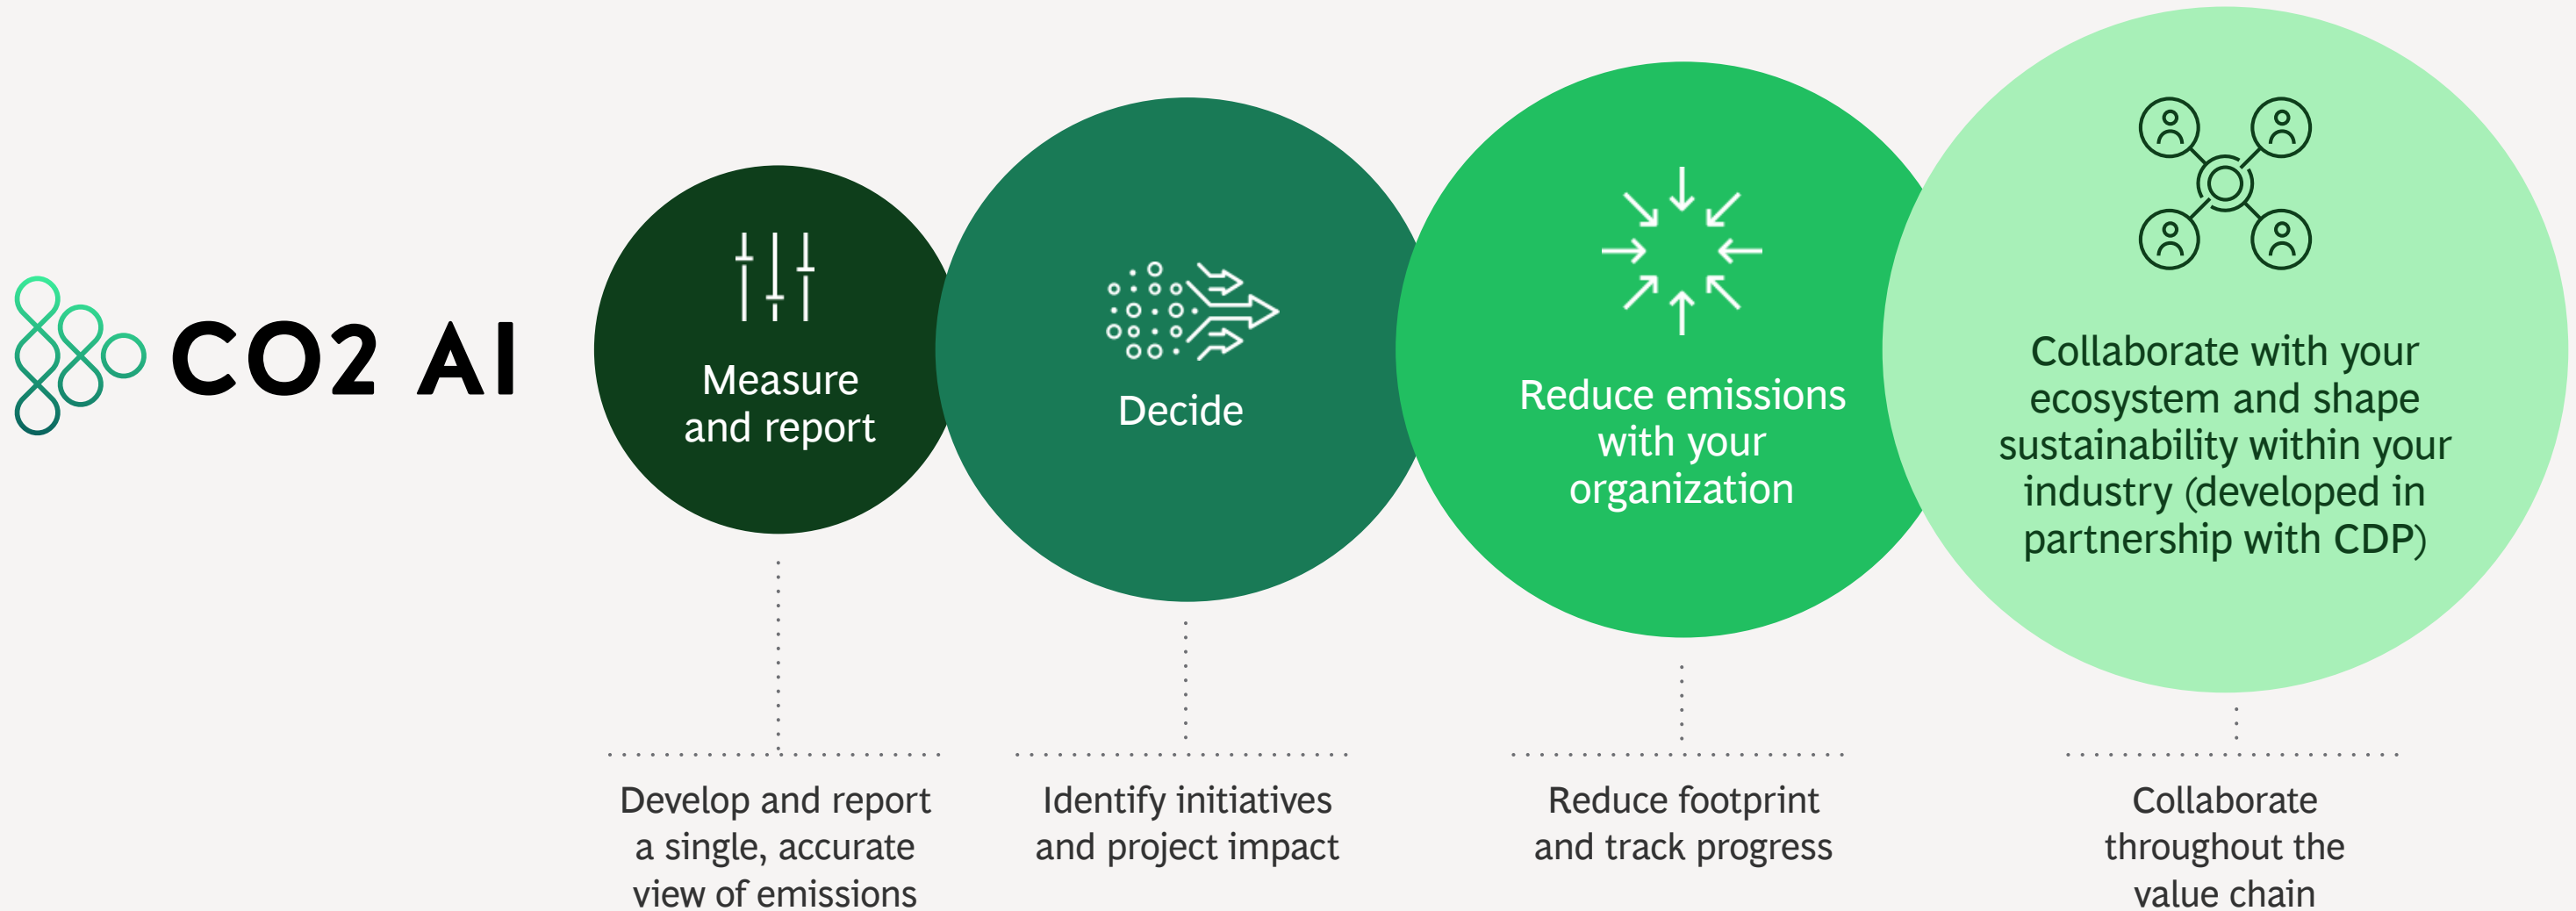 CO2 AI
Measure
and report
Decide
Reduce emissions
with your
organization
Collaborate with your
ecosystem and shape
sustainability within your
industry (developed in
partnership with CDP)
Develop and report
a single, accurate
view of emissions
Identify initiatives
and project impact
Reduce footprint
and track progress
Collaborate
throughout the
value chain